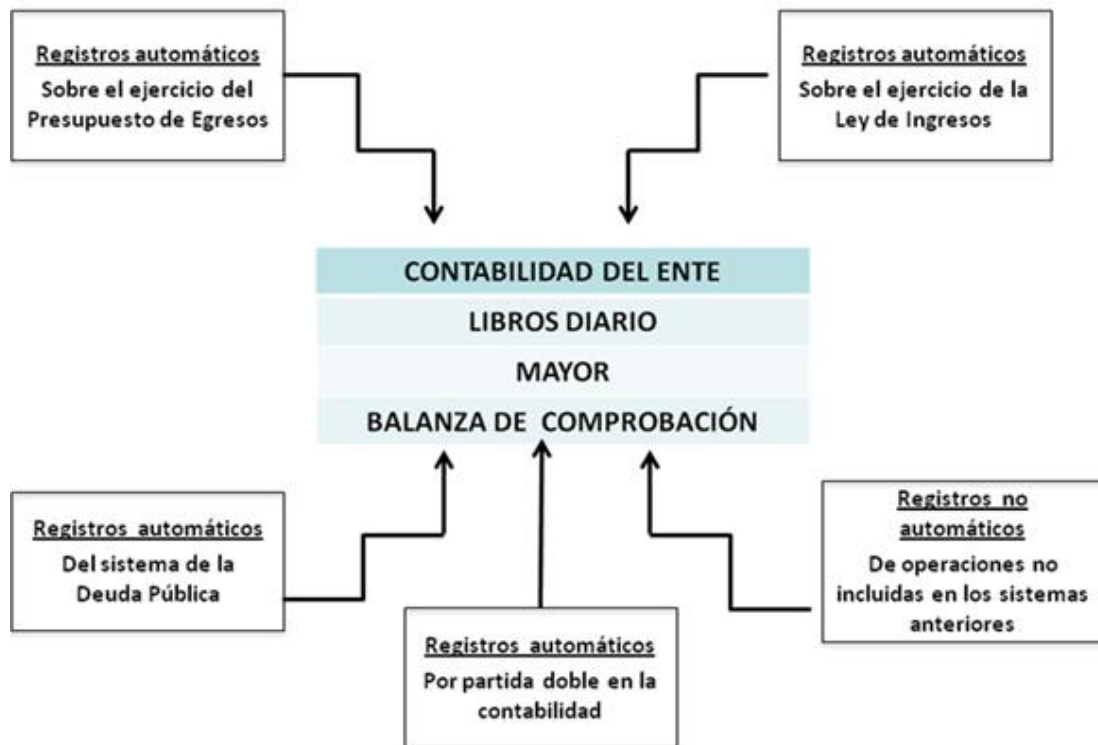 Registros automáticos
Sobre el ejercicio del
Presupuesto de Egresos
Registros automáticos
Sobre el ejercicio de la
Ley de Ingresos
CONTABILIDAD DEL ENTE
LIBROS DIARIO
MAYOR
BALANZA DE COMPROBACIÓN
Registros automáticos
Del sistema de la
Deuda Pública
Registros automáticos
Por partida doble en la
contabilidad
Registros no
automáticos
De operaciones no
incluidas en los sistemas
anteriores